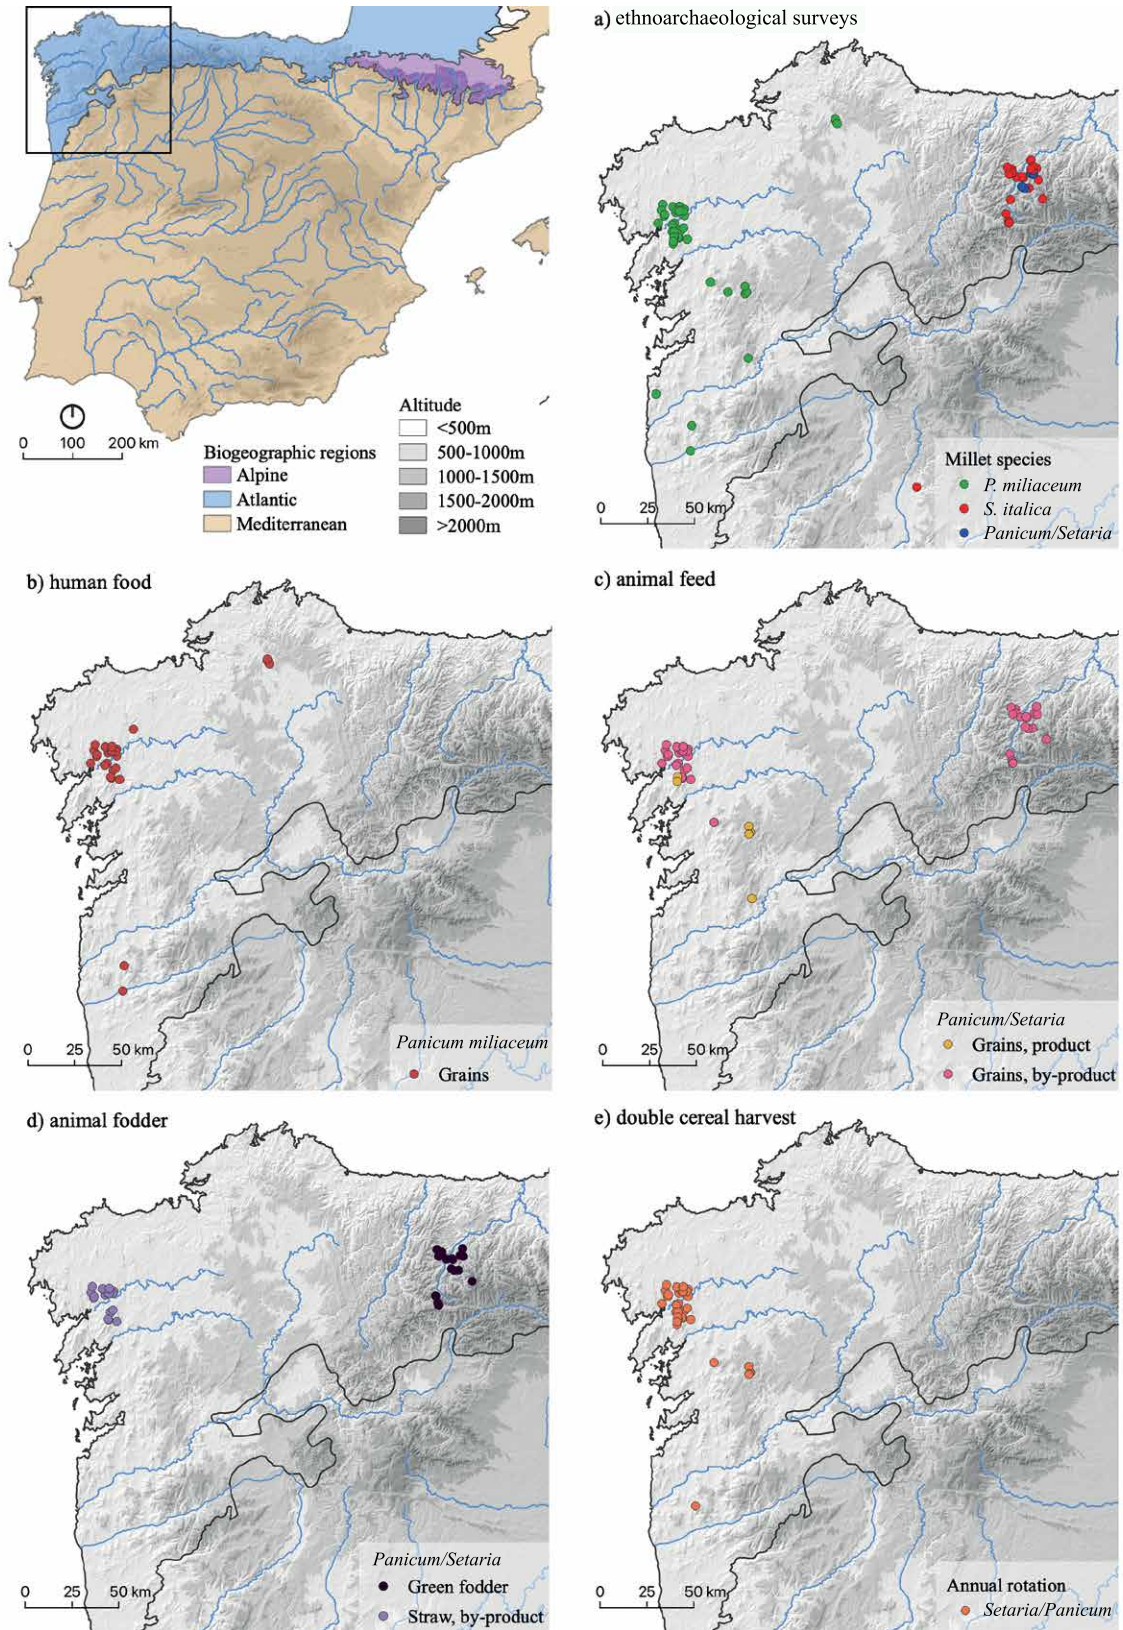 a) ethnoarchaeological surveys
Altitude
<500m
500-1000m
1000-1500m
1500-2000m
>2000m
0 100 200 km
Biogeographic regions
Alpine
Atlantic
Mediterranean
Millet species
P. miliaceum
S. italica
Panicum/Setaria
0 25 50 km
b) human food
Panicum miliaceum
Grains
0 25 50 km
c) animal feed
Panicum/Setaria
Grains, product
Grains, by-product
0 25 50 km
d) animal fodder
Panicum/Setaria
Green fodder
Straw, by-product
0 25 50 km
e) double cereal harvest
Annual rotation
Setaria/Panicum
0 25 50 km